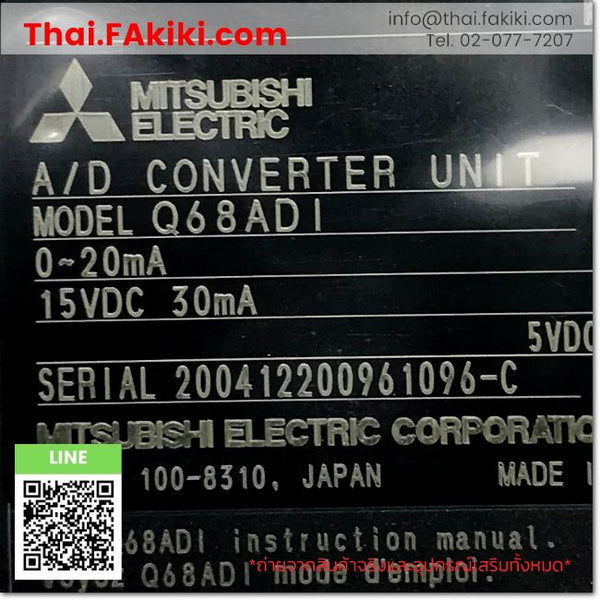 Thai.FAkiki.com
info@thai.fakiki.com
Tel. 02-077-7207
MITSUBISHI
ELECTRIC
A/D CONVERTER UNIT
MODEL Q68ADI
0~20mA
15VDC 30mA
5VDC
SERIAL 200412200961096-C
MITSUBISHI ELECTRIC CORPORATIO
LINE
100-8310, JAPAN MADE
68ADI instruction manual.
*ถ่ายจากสินค้าจริงและอุปกรณ์เสริมทั้งหมด*
Q68ADI mode d'emploi.